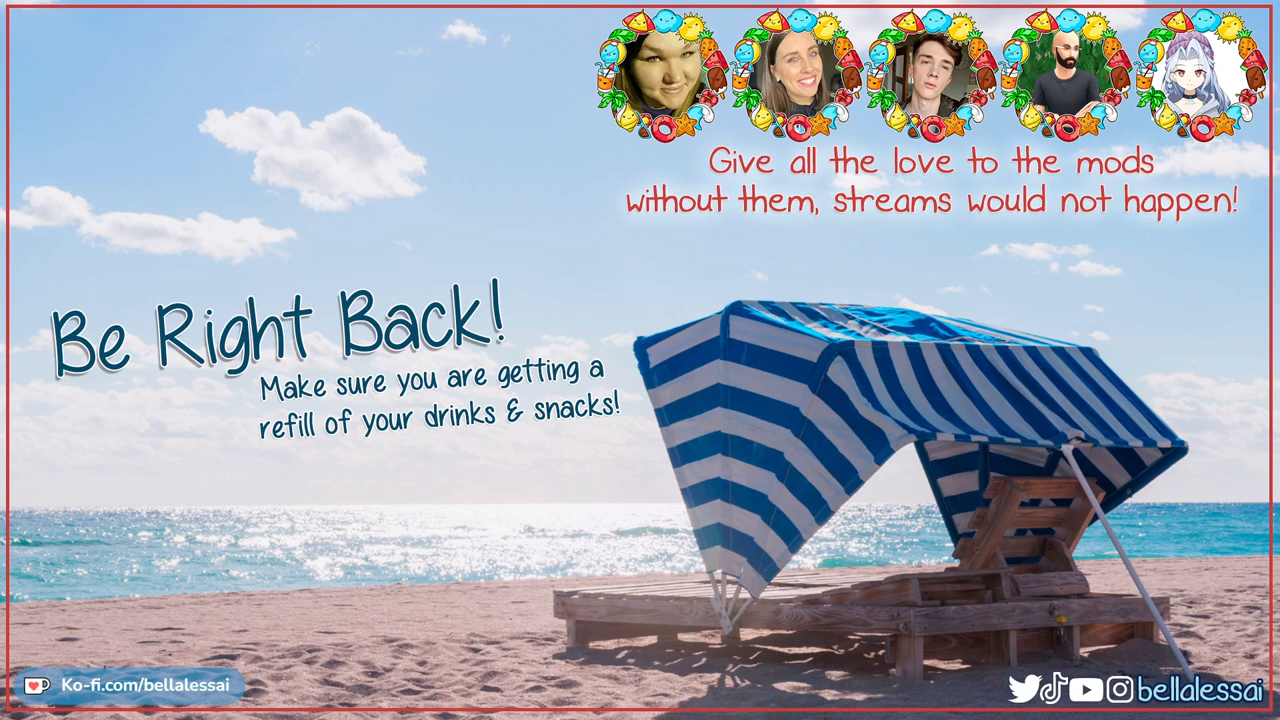 Give all the love to the mods
without them, streams would not happen!
Be Right Back!
Make sure you are getting a
refill of your drinks & snacks!
Ko-fi.com/bellalessai
bellalessai